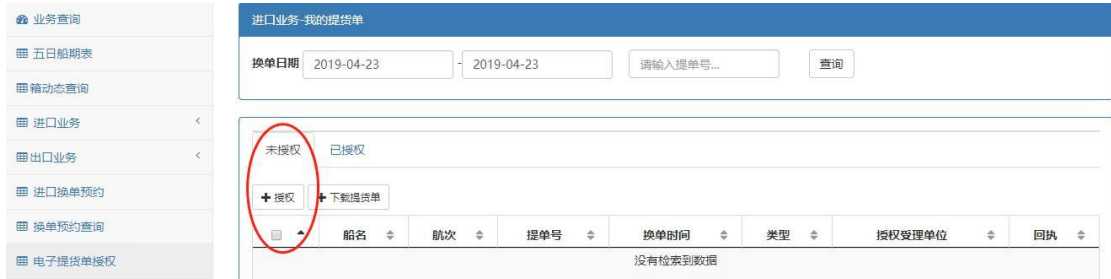 业务查询
五日船期表
箱动态查询
进口业务
出口业务
进口换单预约
换单预约查询
电子提货单授权
进口业务-我的提货单
换单日期 2019-04-23 - 2019-04-23 请输入提单号... 查询
未授权 已授权
+授权 +下载提货单
船名 航次 提单号 换单时间 类型 授权受理单位 回执
没有检索到数据